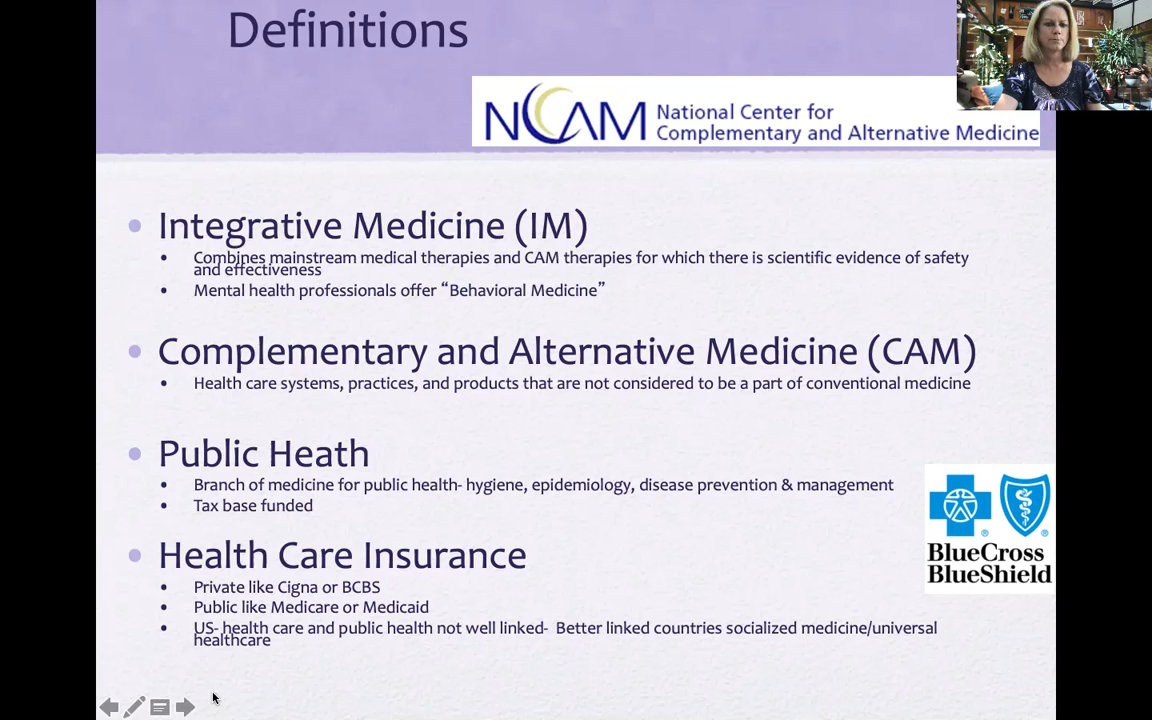 Definitions
NCAM National Center for
Complementary and Alternative Medicine
Integrative Medicine (IM)
Combines mainstream medical therapies and CAM therapies for which there is scientific evidence of safety
and effectiveness
Mental health professionals offer “Behavioral Medicine”
Complementary and Alternative Medicine (CAM)
Health care systems, practices, and products that are not considered to be a part of conventional medicine
Public Heath
Branch of medicine for public health- hygiene, epidemiology, disease prevention & management
Tax base funded
BlueCross
BlueShield
Health Care Insurance
Private like Cigna or BCBS
Public like Medicare or Medicaid
US- health care and public health not well linked- Better linked countries socialized medicine/universal
healthcare